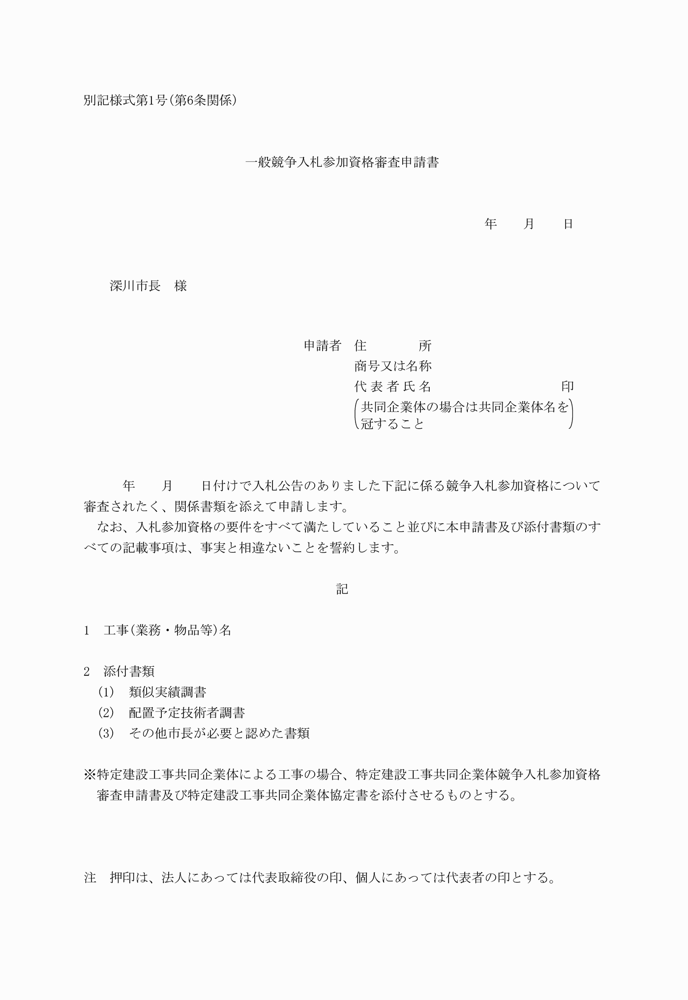 別記様式第1号(第6条関係)
一般競争入札参加資格審査申請書
年　　月　　日
深川市長　様
申請者　住　　　　所
商号又は名称
代表者氏名　　　　　　　　　　印
(共同企業体の場合は共同企業体名を
冠すること)
年　　月　　日付けで入札公告のありました下記に係る競争入札参加資格について
審査されたく、関係書類を添えて申請します。
なお、入札参加資格の要件をすべて満たしていること並びに本申請書及び添付書類のす
べての記載事項は、事実と相違ないことを誓約します。
記
1　工事(業務・物品等)名
2　添付書類
(1)　類似実績調書
(2)　配置予定技術者調書
(3)　その他市長が必要と認めた書類
※特定建設工事共同企業体による工事の場合、特定建設工事共同企業体競争入札参加資格
審査申請書及び特定建設工事共同企業体協定書を添付させるものとする。
注　押印は、法人にあっては代表取締役の印、個人にあっては代表者の印とする。